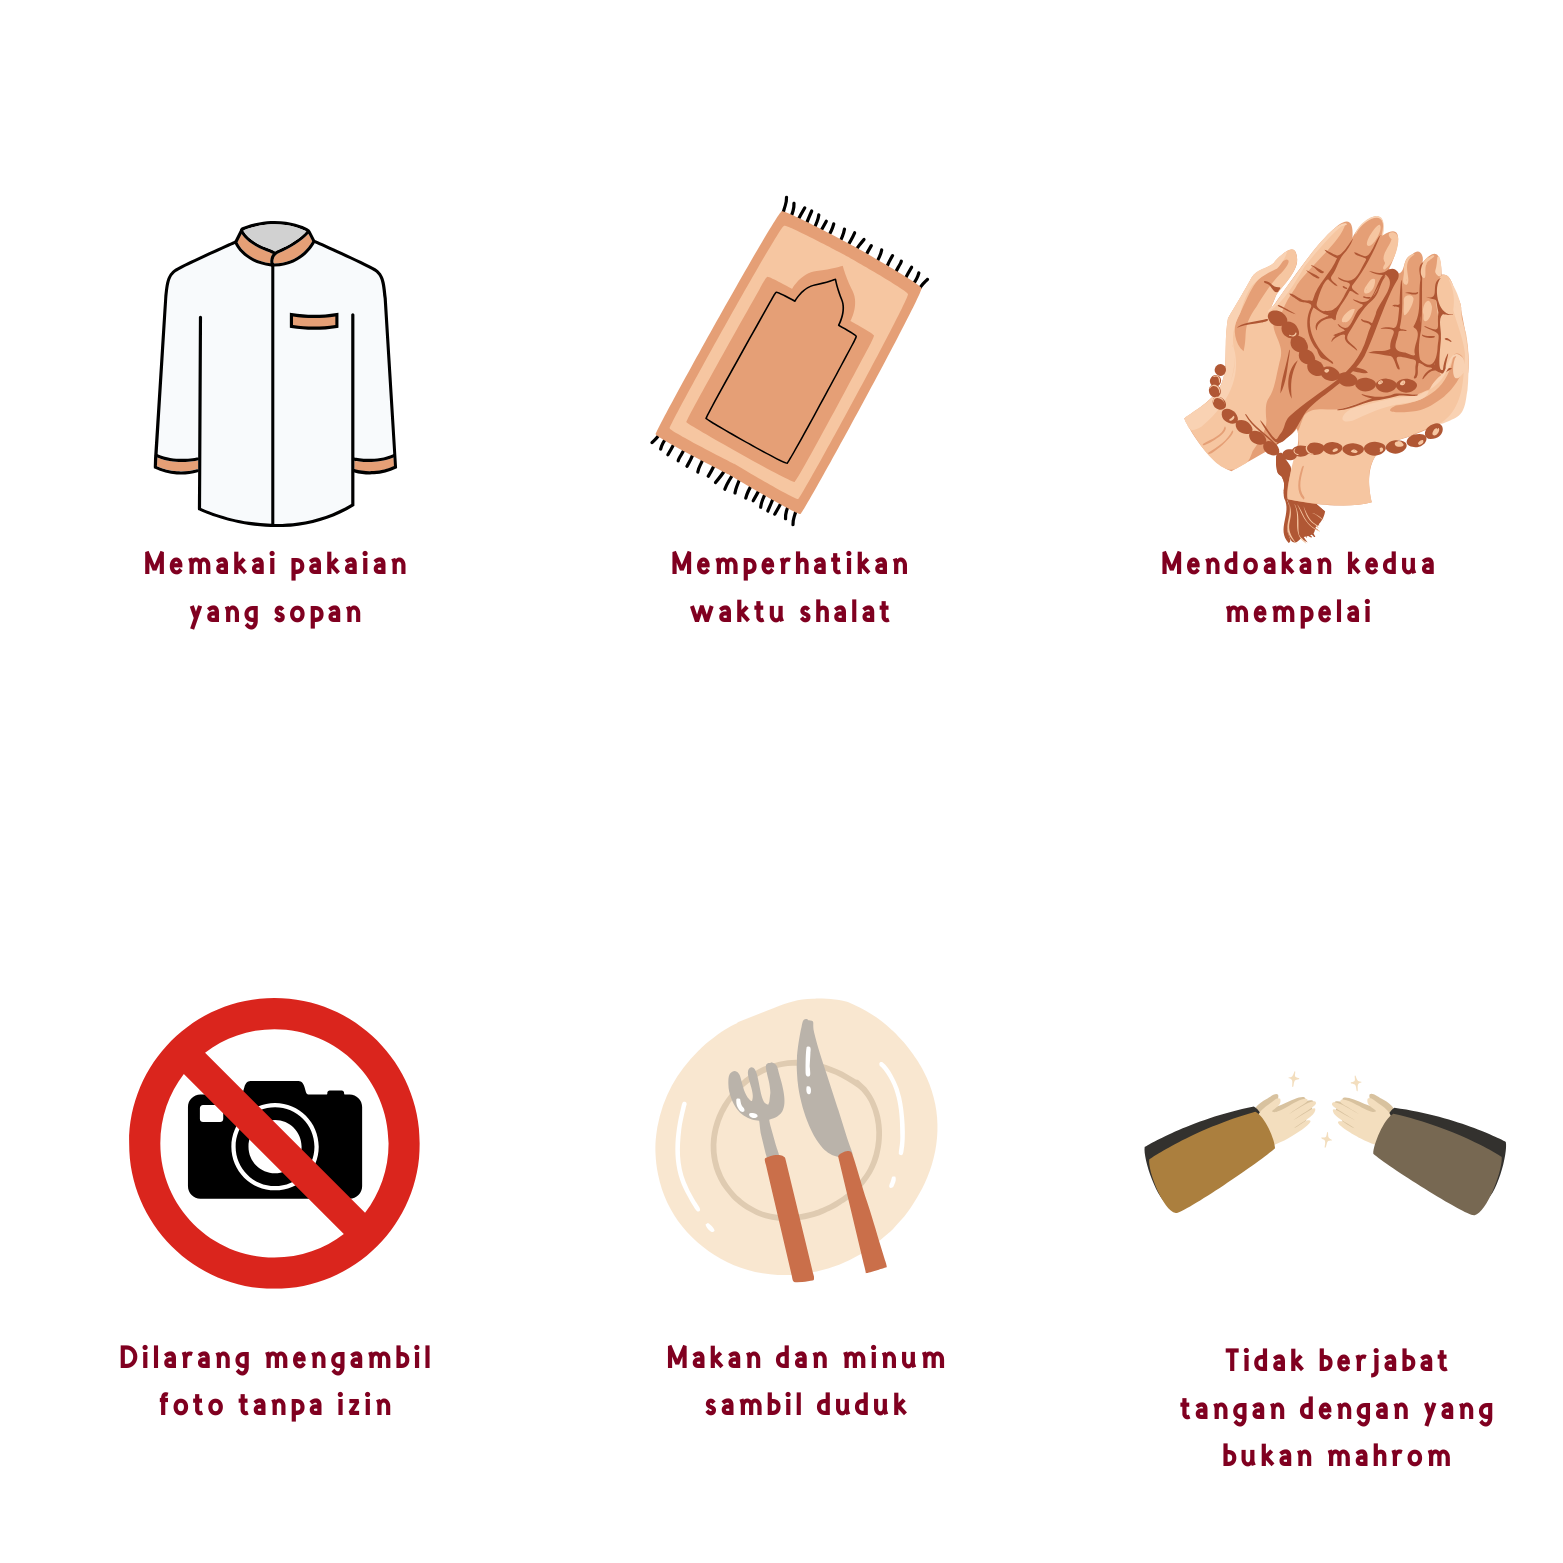 Memakai pakaian
yang sopan
Memperhatikan
waktu shalat
Mendoakan kedua
mempelai
Dilarang mengambil
foto tanpa izin
Makan dan minum
sambil duduk
Tidak berjabat
tangan dengan yang
bukan mahrom